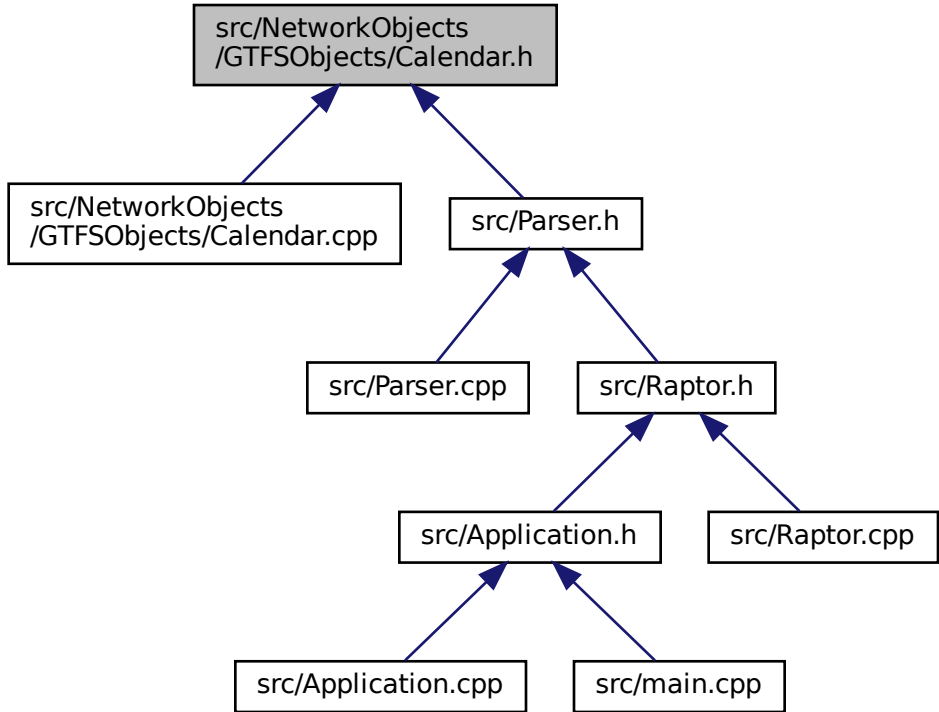 src/NetworkObjects
/GTFSObjects/Calendar.h
src/NetworkObjects
/GTFSObjects/Calendar.cpp
src/Parser.h
src/Parser.cpp
src/Raptor.h
src/Application.h
src/Raptor.cpp
src/Application.cpp
src/main.cpp